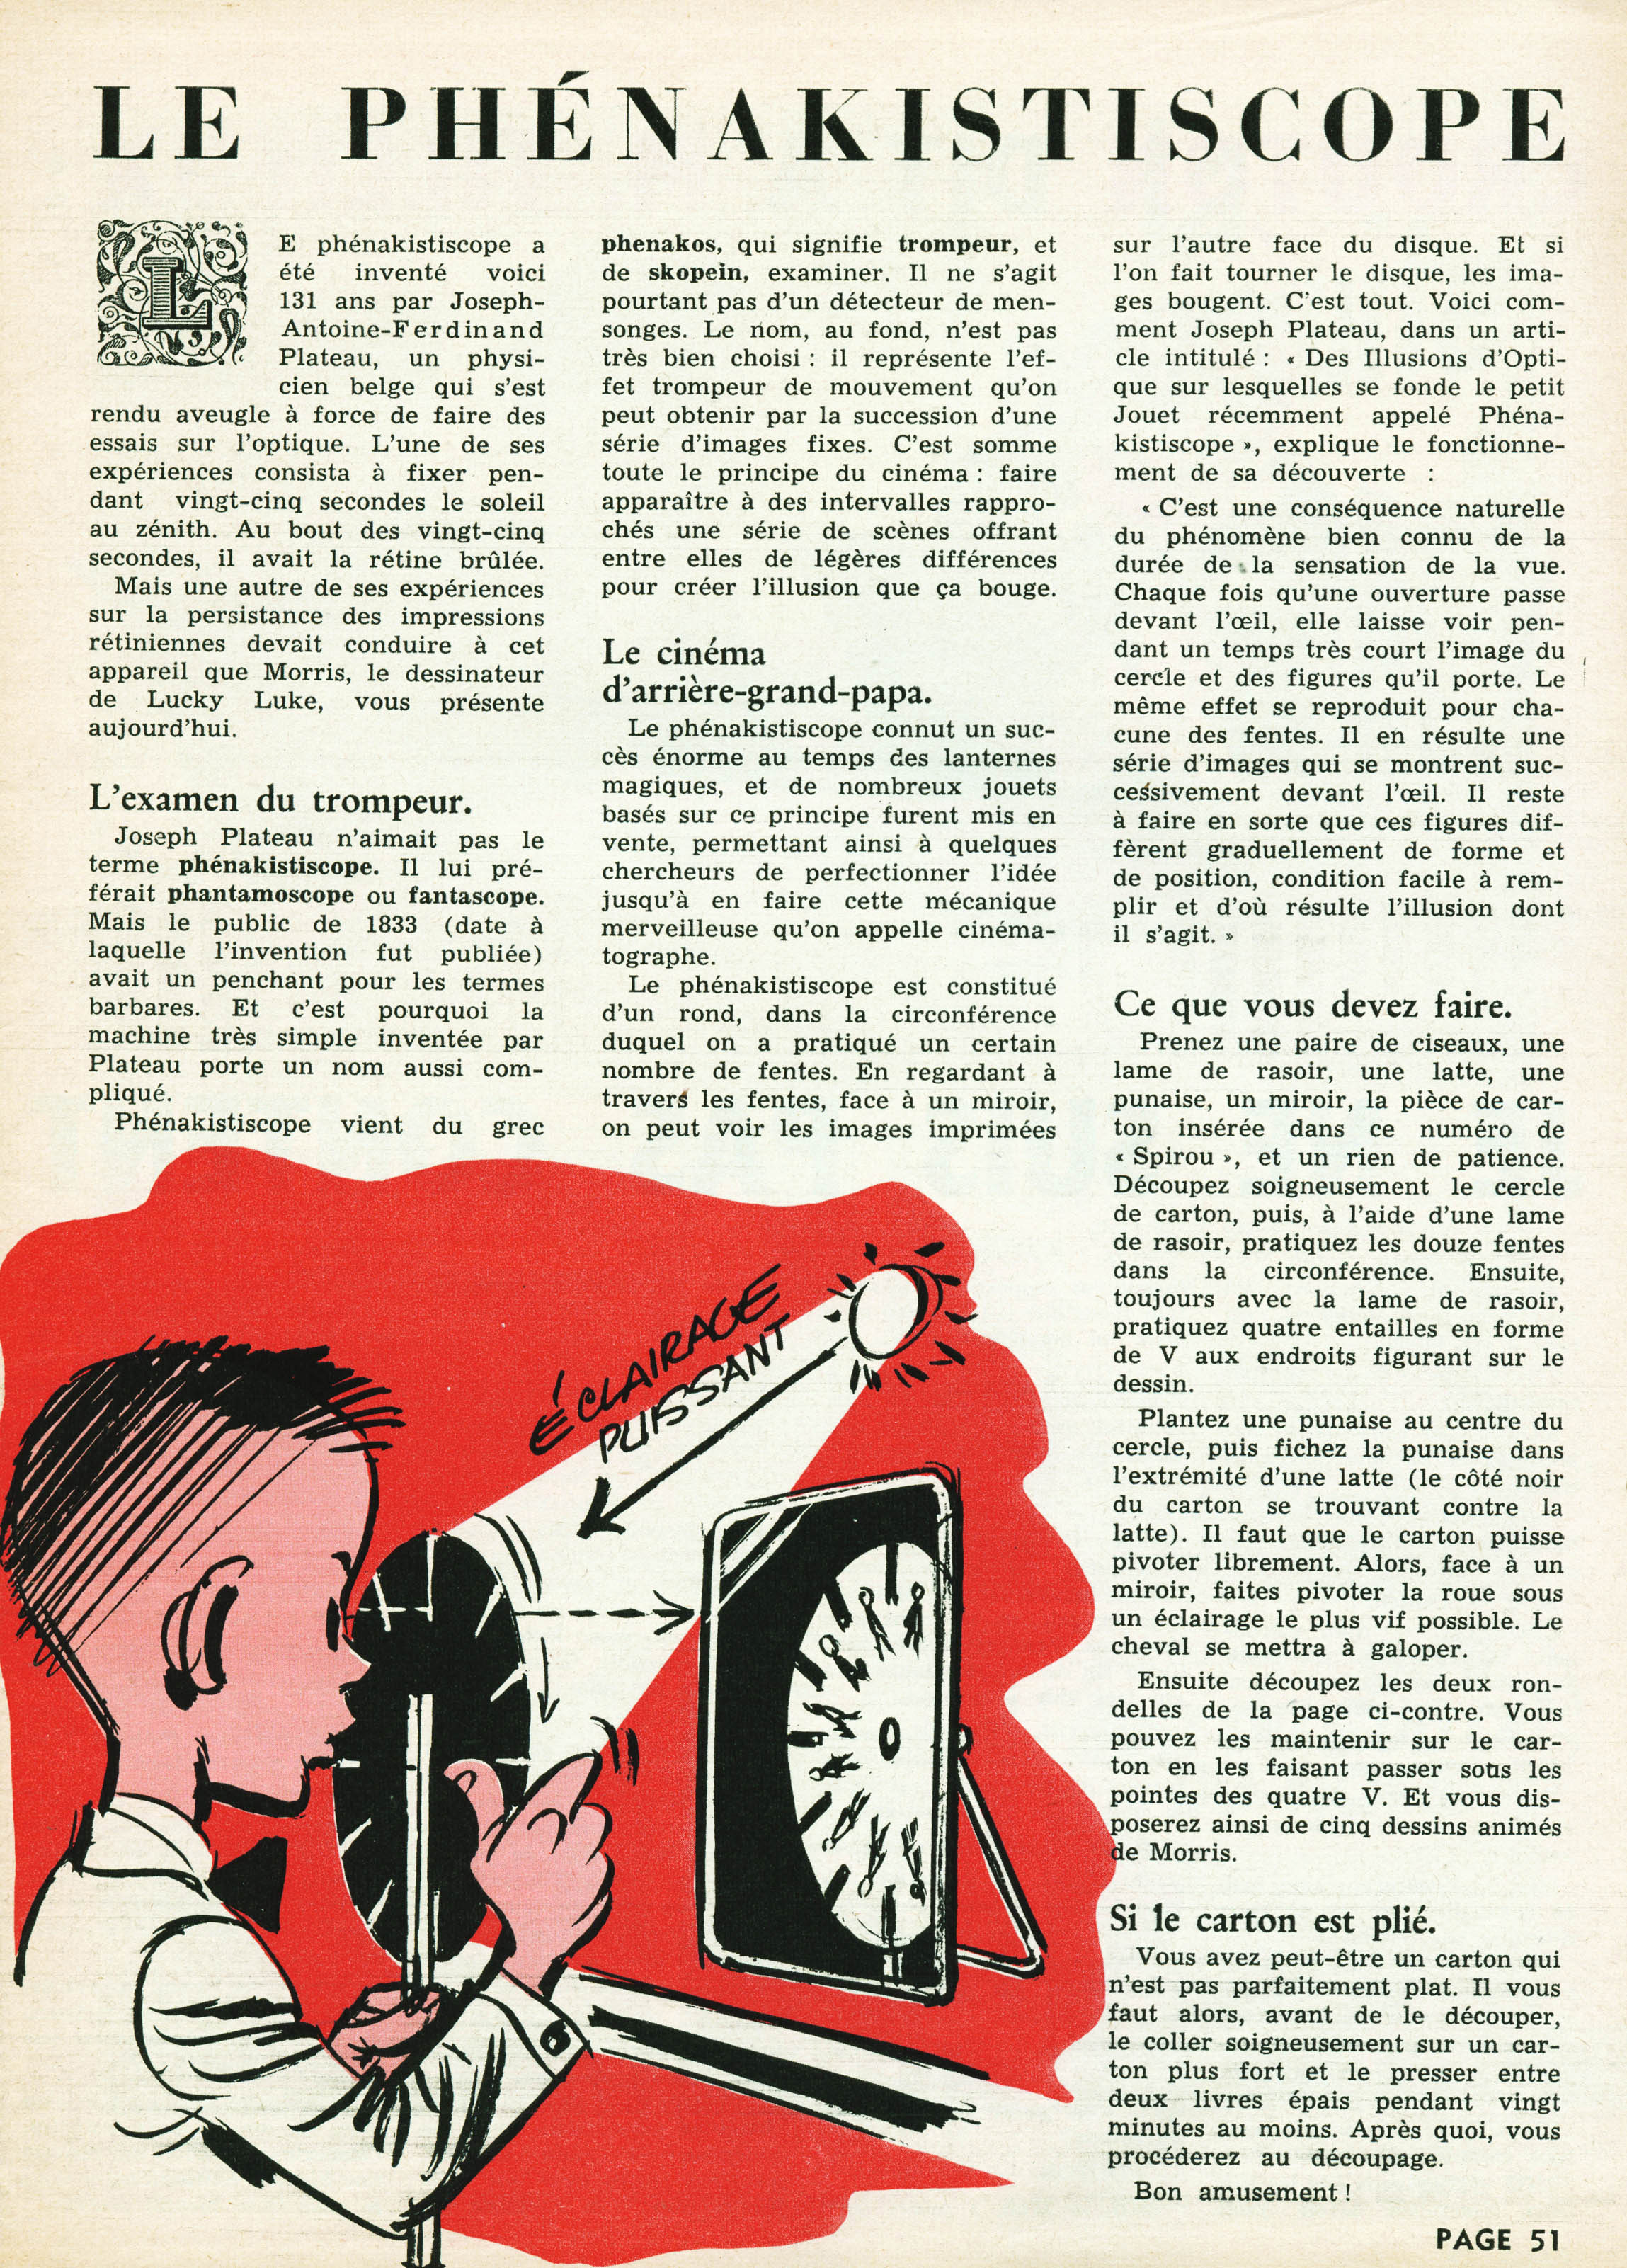 LE PHÉNAKISTISCOPE
LE phénakistiscope a
été inventé voici
131 ans par Joseph-
Antoine-Ferdinand
Plateau, un physi-
cien belge qui s'est
rendu aveugle à force de faire des
essais sur l'optique. L'une de ses
expériences consista à fixer pen-
dant vingt-cinq secondes le soleil
au zénith. Au bout des vingt-cinq
secondes, il avait la rétine brûlée.
Mais une autre de ses expériences
sur la persistance des impressions
rétiniennes devait conduire à cet
appareil que Morris, le dessinateur
de Lucky Luke, vous présente
aujourd'hui.
L'examen du trompeur.
Joseph Plateau n'aimait pas le
terme phénakistiscope. Il lui pré-
férait phantamoscope ou fantascope.
Mais le public de 1833 (date à
laquelle l'invention fut publiée)
avait un penchant pour les termes
barbares. Et c'est pourquoi la
machine très simple inventée par
Plateau porte un nom aussi com-
pliqué.
Phénakistiscope vient du grec
phenakos, qui signifie trompeur, et
de skopein, examiner. Il ne s'agit
pourtant pas d'un détecteur de men-
songes. Le nom, au fond, n'est pas
très bien choisi : il représente l'ef-
fet trompeur de mouvement qu'on
peut obtenir par la succession d'une
série d'images fixes. C'est somme
toute le principe du cinéma : faire
apparaître à des intervalles rappro-
chés une série de scènes offrant
entre elles de légères différences
pour créer l'illusion que ça bouge.
Le cinéma
d'arrière-grand-papa.
Le phénakistiscope connut un suc-
cès énorme au temps des lanternes
magiques, et de nombreux jouets
basés sur ce principe furent mis en
vente, permettant ainsi à quelques
chercheurs de perfectionner l'idée
jusqu'à en faire cette mécanique
merveilleuse qu'on appelle cinéma-
tographe.
Le phénakistiscope est constitué
d'un rond, dans la circonférence
duquel on a pratiqué un certain
nombre de fentes. En regardant à
travers les fentes, face à un miroir,
on peut voir les images imprimées
sur l'autre face du disque. Et si
l'on fait tourner le disque, les ima-
ges bougent. C'est tout. Voici com-
ment Joseph Plateau, dans un arti-
cle intitulé : « Des Illusions d'Opti-
que sur lesquelles se fonde le petit
Jouet récemment appelé Phéna-
kistiscope », explique le fonctionne-
ment de sa découverte :
« C'est une conséquence naturelle
du phénomène bien connu de la
durée de la sensation de la vue.
Chaque fois qu'une ouverture passe
devant l'œil, elle laisse voir pen-
dant un temps très court l'image du
cercle et des figures qu'il porte. Le
même effet se reproduit pour cha-
cune des fentes. Il en résulte une
série d'images qui se montrent suc-
cessivement devant l'œil. Il reste
à faire en sorte que ces figures dif-
fèrent graduellement de forme et
de position, condition facile à rem-
plir et d'où résulte l'illusion dont
il s'agit. »
Ce que vous devez faire.
Prenez une paire de ciseaux, une
lame de rasoir, une latte, une
punaise, un miroir, la pièce de car-
ton insérée dans ce numéro de
« Spirou », et un rien de patience.
Découpez soigneusement le cercle
de carton, puis, à l'aide d'une lame
de rasoir, pratiquez les douze fentes
dans la circonférence. Ensuite,
toujours avec la lame de rasoir,
pratiquez quatre entailles en forme
de V aux endroits figurant sur le
dessin.
Plantez une punaise au centre du
cercle, puis fichez la punaise dans
l'extrémité d'une latte (le côté noir
du carton se trouvant contre la
latte). Il faut que le carton puisse
pivoter librement. Alors, face à un
miroir, faites pivoter la roue sous
un éclairage le plus vif possible. Le
cheval se mettra à galoper.
Ensuite découpez les deux ron-
delles de la page ci-contre. Vous
pouvez les maintenir sur le car-
ton en les faisant passer sous les
pointes des quatre V. Et vous dis-
poserez ainsi de cinq dessins animés
de Morris.
Si le carton est plié.
Vous avez peut-être un carton qui
n'est pas parfaitement plat. Il vous
faut alors, avant de le découper,
le coller soigneusement sur un car-
ton plus fort et le presser entre
deux livres épais pendant vingt
minutes au moins. Après quoi, vous
procéderez au découpage.
Bon amusement !
ÉCLAIRAGE
PUISSANT
PAGE 51